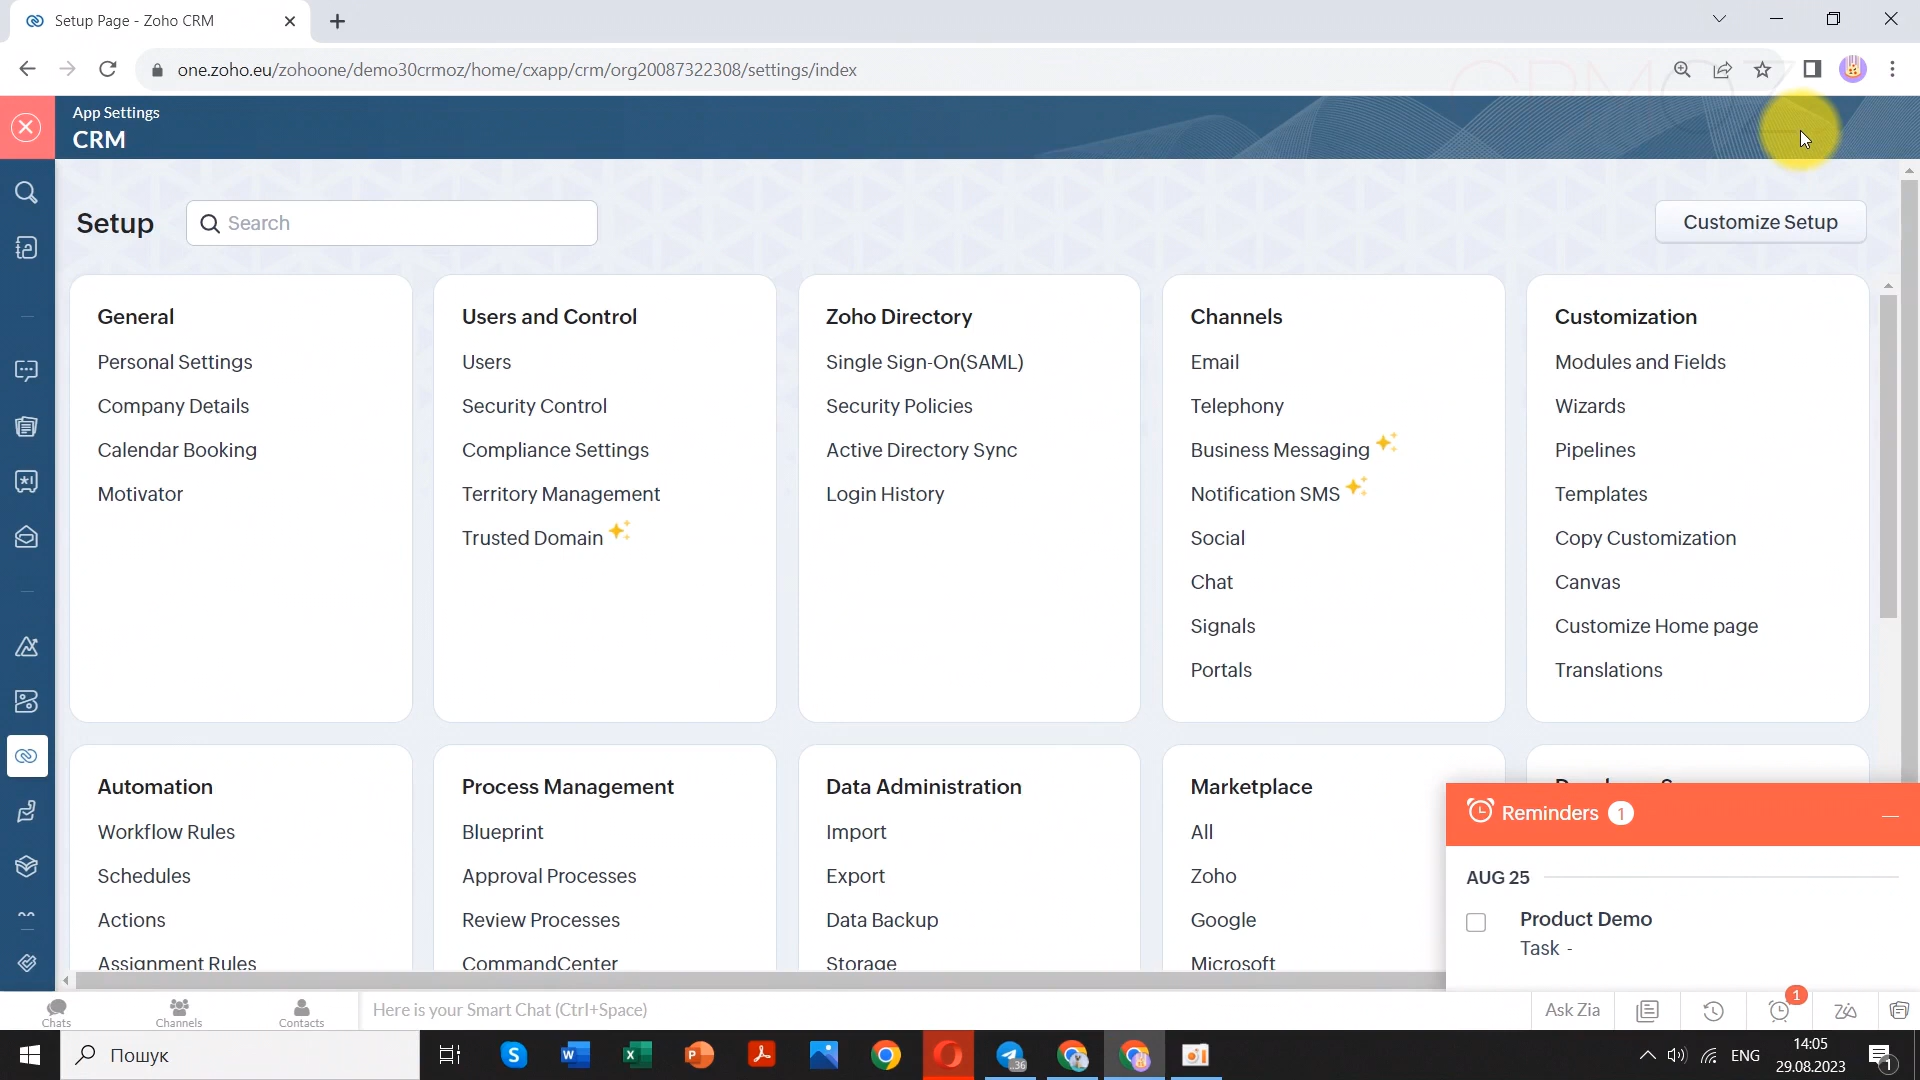 Setup Page - Zoho CRM
one.zoho.eu/zohoone/demo30crmoz/home/cxapp/crm/org20087322308/settings/index
CRMOZ
App Settings
CRM
Setup
Search
Customize Setup
General
Personal Settings
Company Details
Calendar Booking
Motivator
Users and Control
Users
Security Control
Compliance Settings
Territory Management
Trusted Domain
Zoho Directory
Single Sign-On(SAML)
Security Policies
Active Directory Sync
Login History
Channels
Email
Telephony
Business Messaging
Notification SMS
Social
Chat
Signals
Portals
Customization
Modules and Fields
Wizards
Pipelines
Templates
Copy Customization
Canvas
Customize Home page
Translations
Automation
Workflow Rules
Schedules
Actions
Assignment Rules
Process Management
Blueprint
Approval Processes
Review Processes
CommandCenter
Data Administration
Import
Export
Data Backup
Storage
Marketplace
All
Zoho
Google
Microsoft
Reminders 1
AUG 25
Product Demo
Task -
Chats
Channels
Contacts
Here is your Smart Chat (Ctrl+Space)
Ask Zia
1
Пошук
36
ENG
14:05
29.08.2023
1